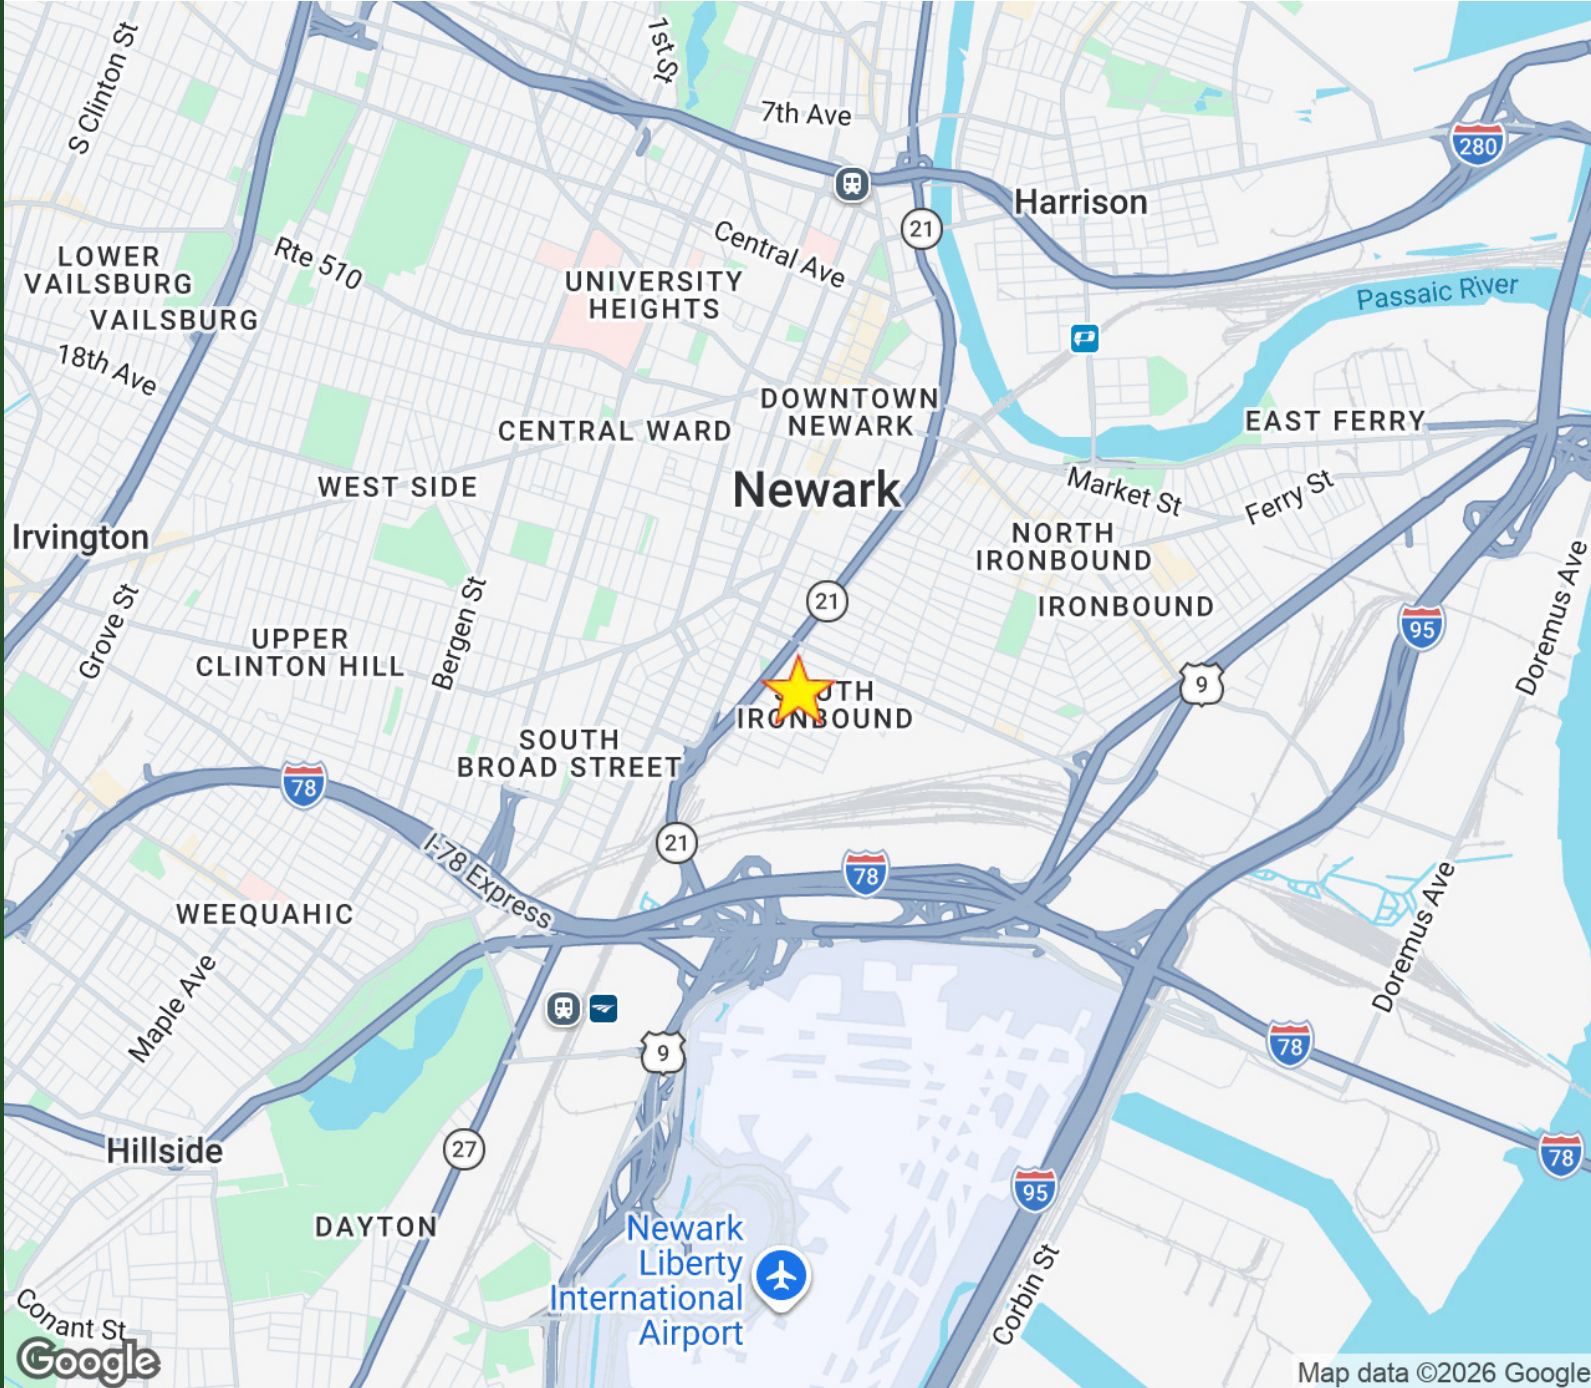 S Clinton St
1st St
7th Ave
280
Harrison
21
Central Ave
LOWER
VAILSBURG
Rte 510
UNIVERSITY
HEIGHTS
Passaic River
VAILSBURG
18th Ave
DOWNTOWN
NEWARK
EAST FERRY
CENTRAL WARD
Newark
WEST SIDE
Market St
Ferry St
Irvington
NORTH
IRONBOUND
Doremus Ave
Grove St
Bergen St
21
IRONBOUND
95
UPPER
CLINTON HILL
9
IRONBOUND
SOUTH
BROAD STREET
78
I-78 Express
21
78
WEEQUAHIC
Doremus Ave
Maple Ave
9
78
Hillside
27
78
95
DAYTON
Newark
Liberty
International
Airport
Corbin St
Conant St
Google
Map data ©2026 Google